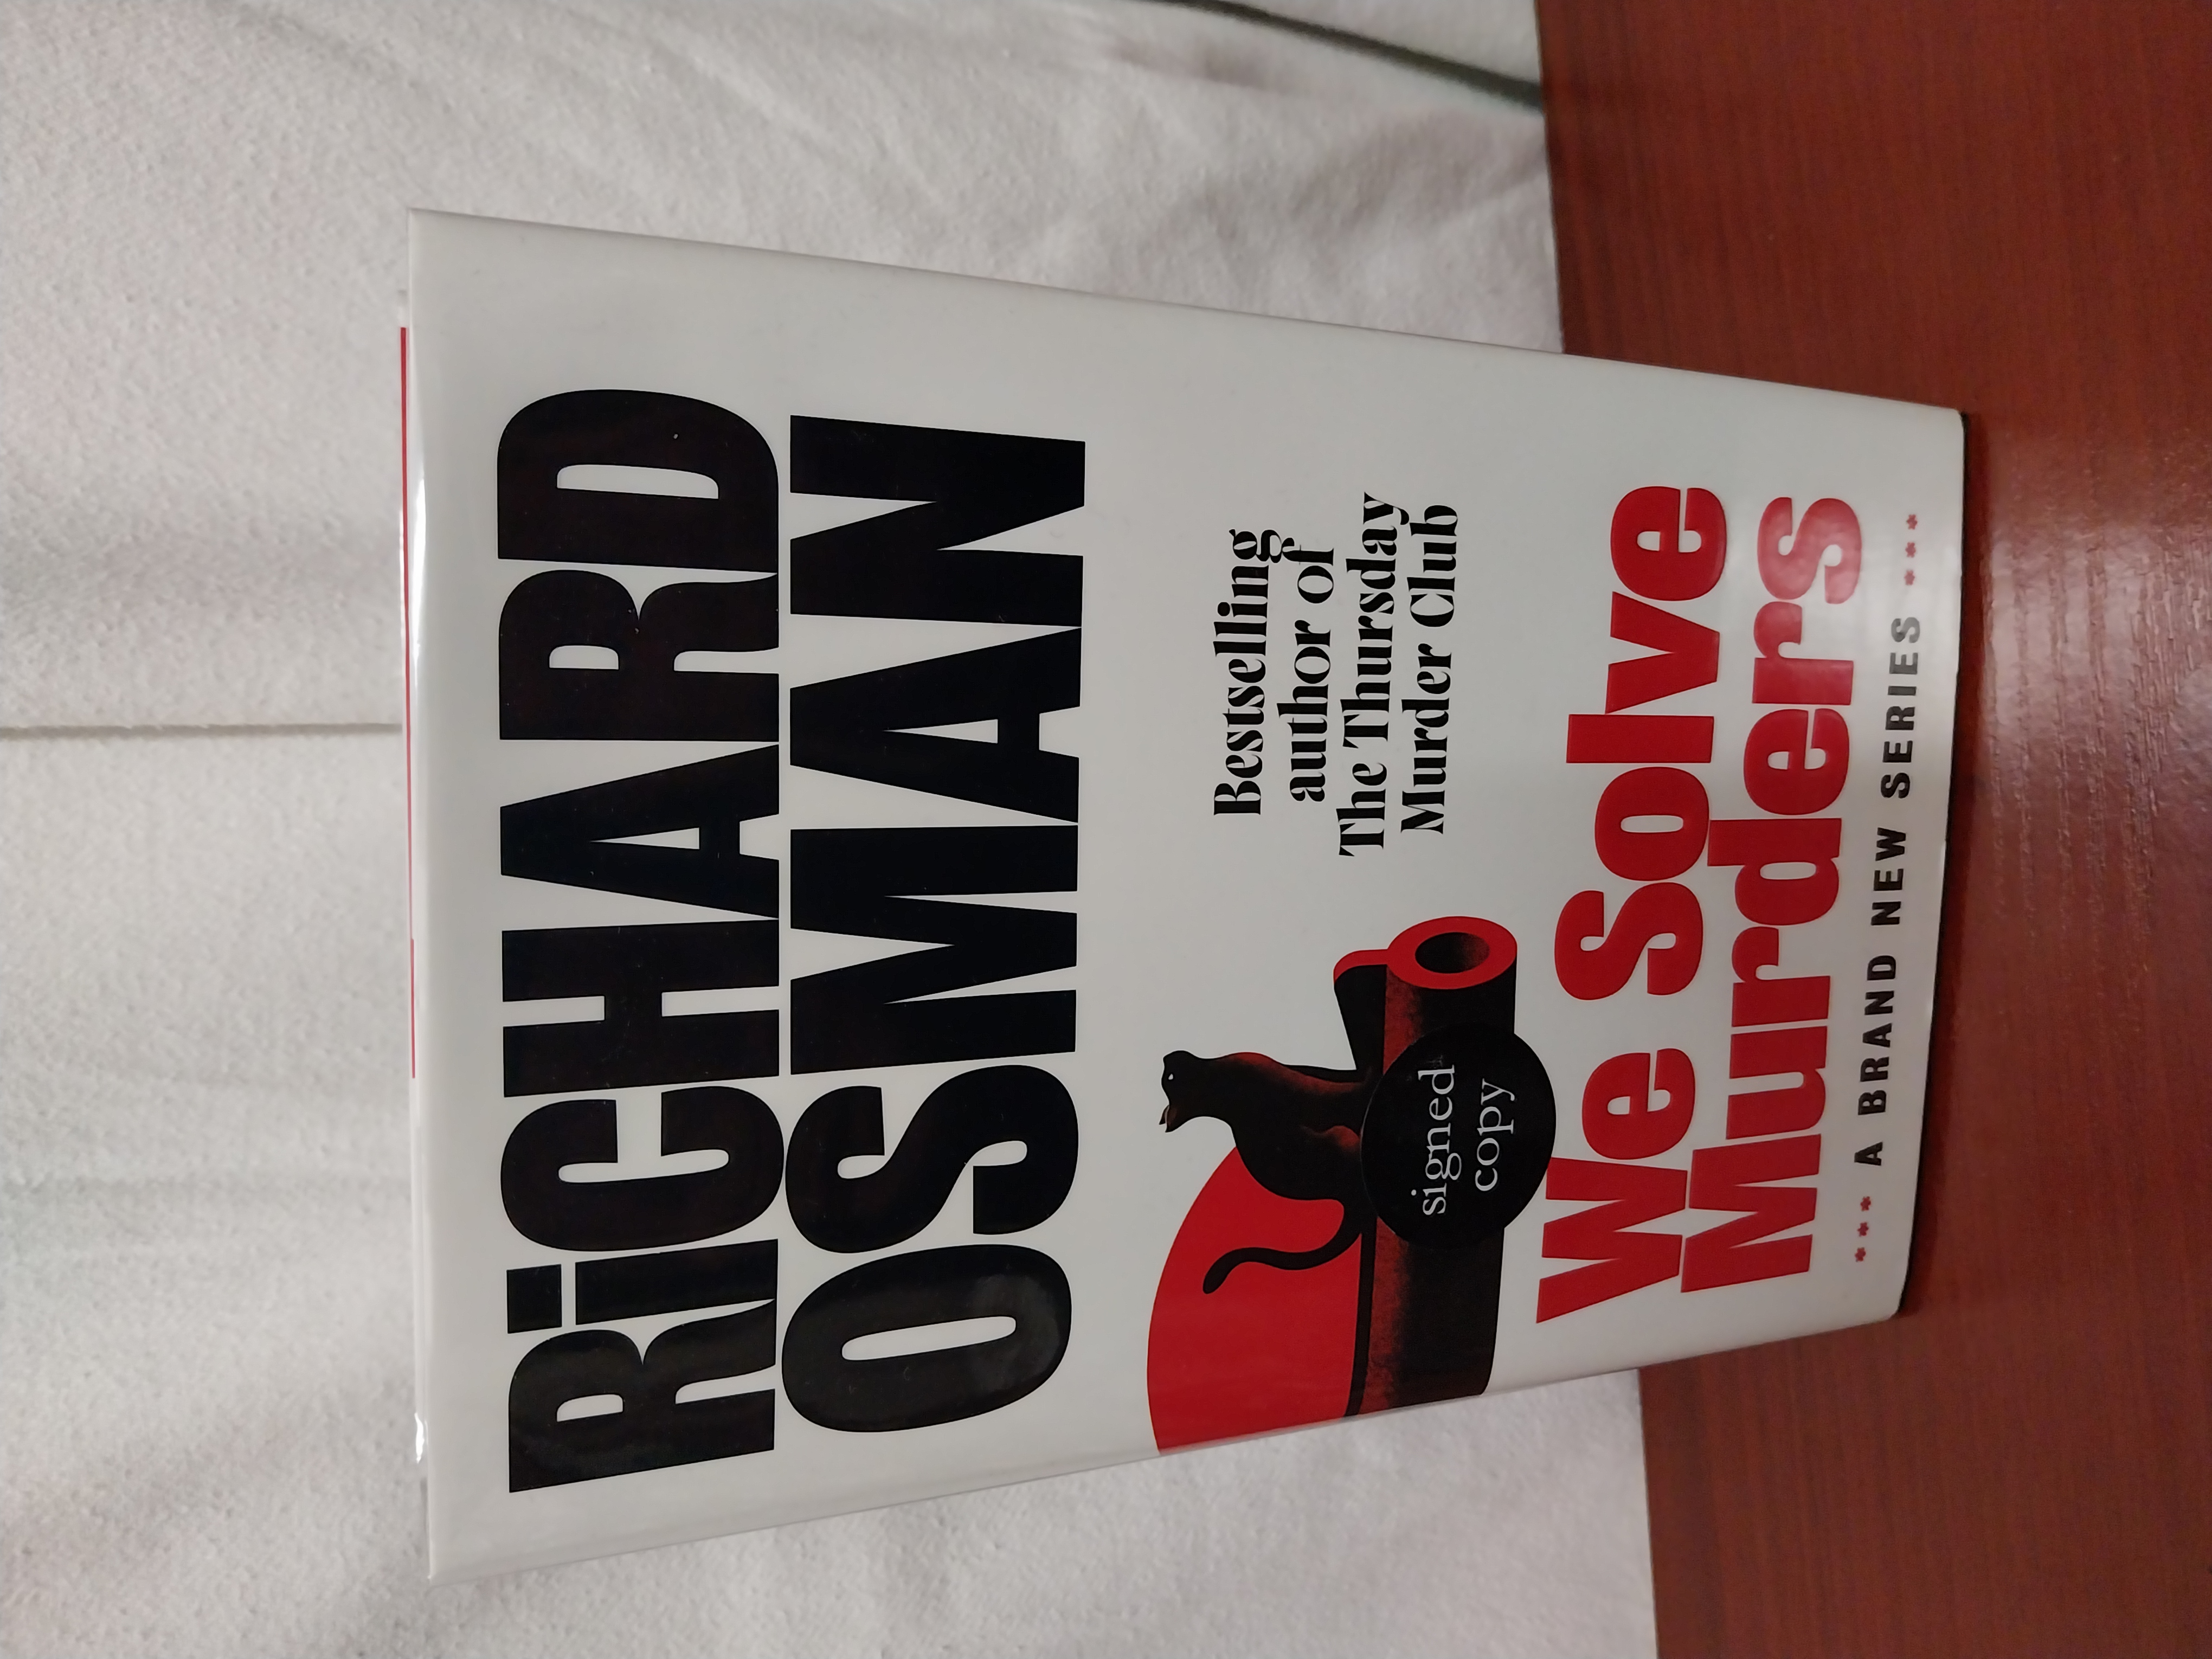 RiCHARD
OSMAN
Bestselling
author of
The Thursday
Murder Club
signed
copy
We Solve
Murders
*** A BRAND NEW SERIES ***